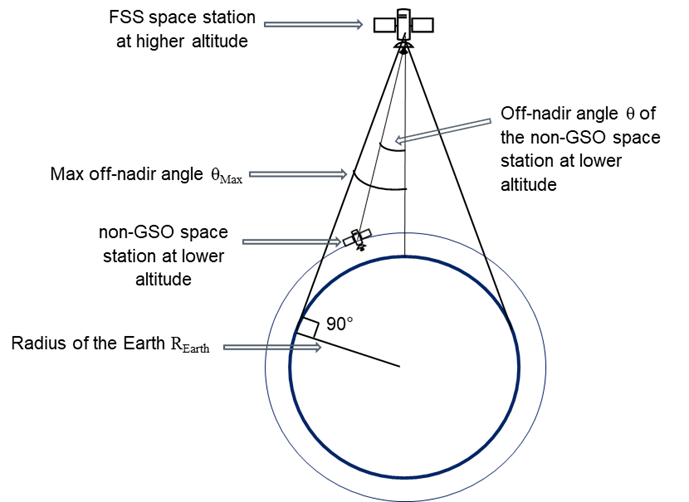 FSS space station
at higher altitude
Off-nadir angle θ of
the non-GSO space
station at lower
altitude
Max off-nadir angle θMax
non-GSO space
station at lower
altitude
90°
Radius of the Earth REarth